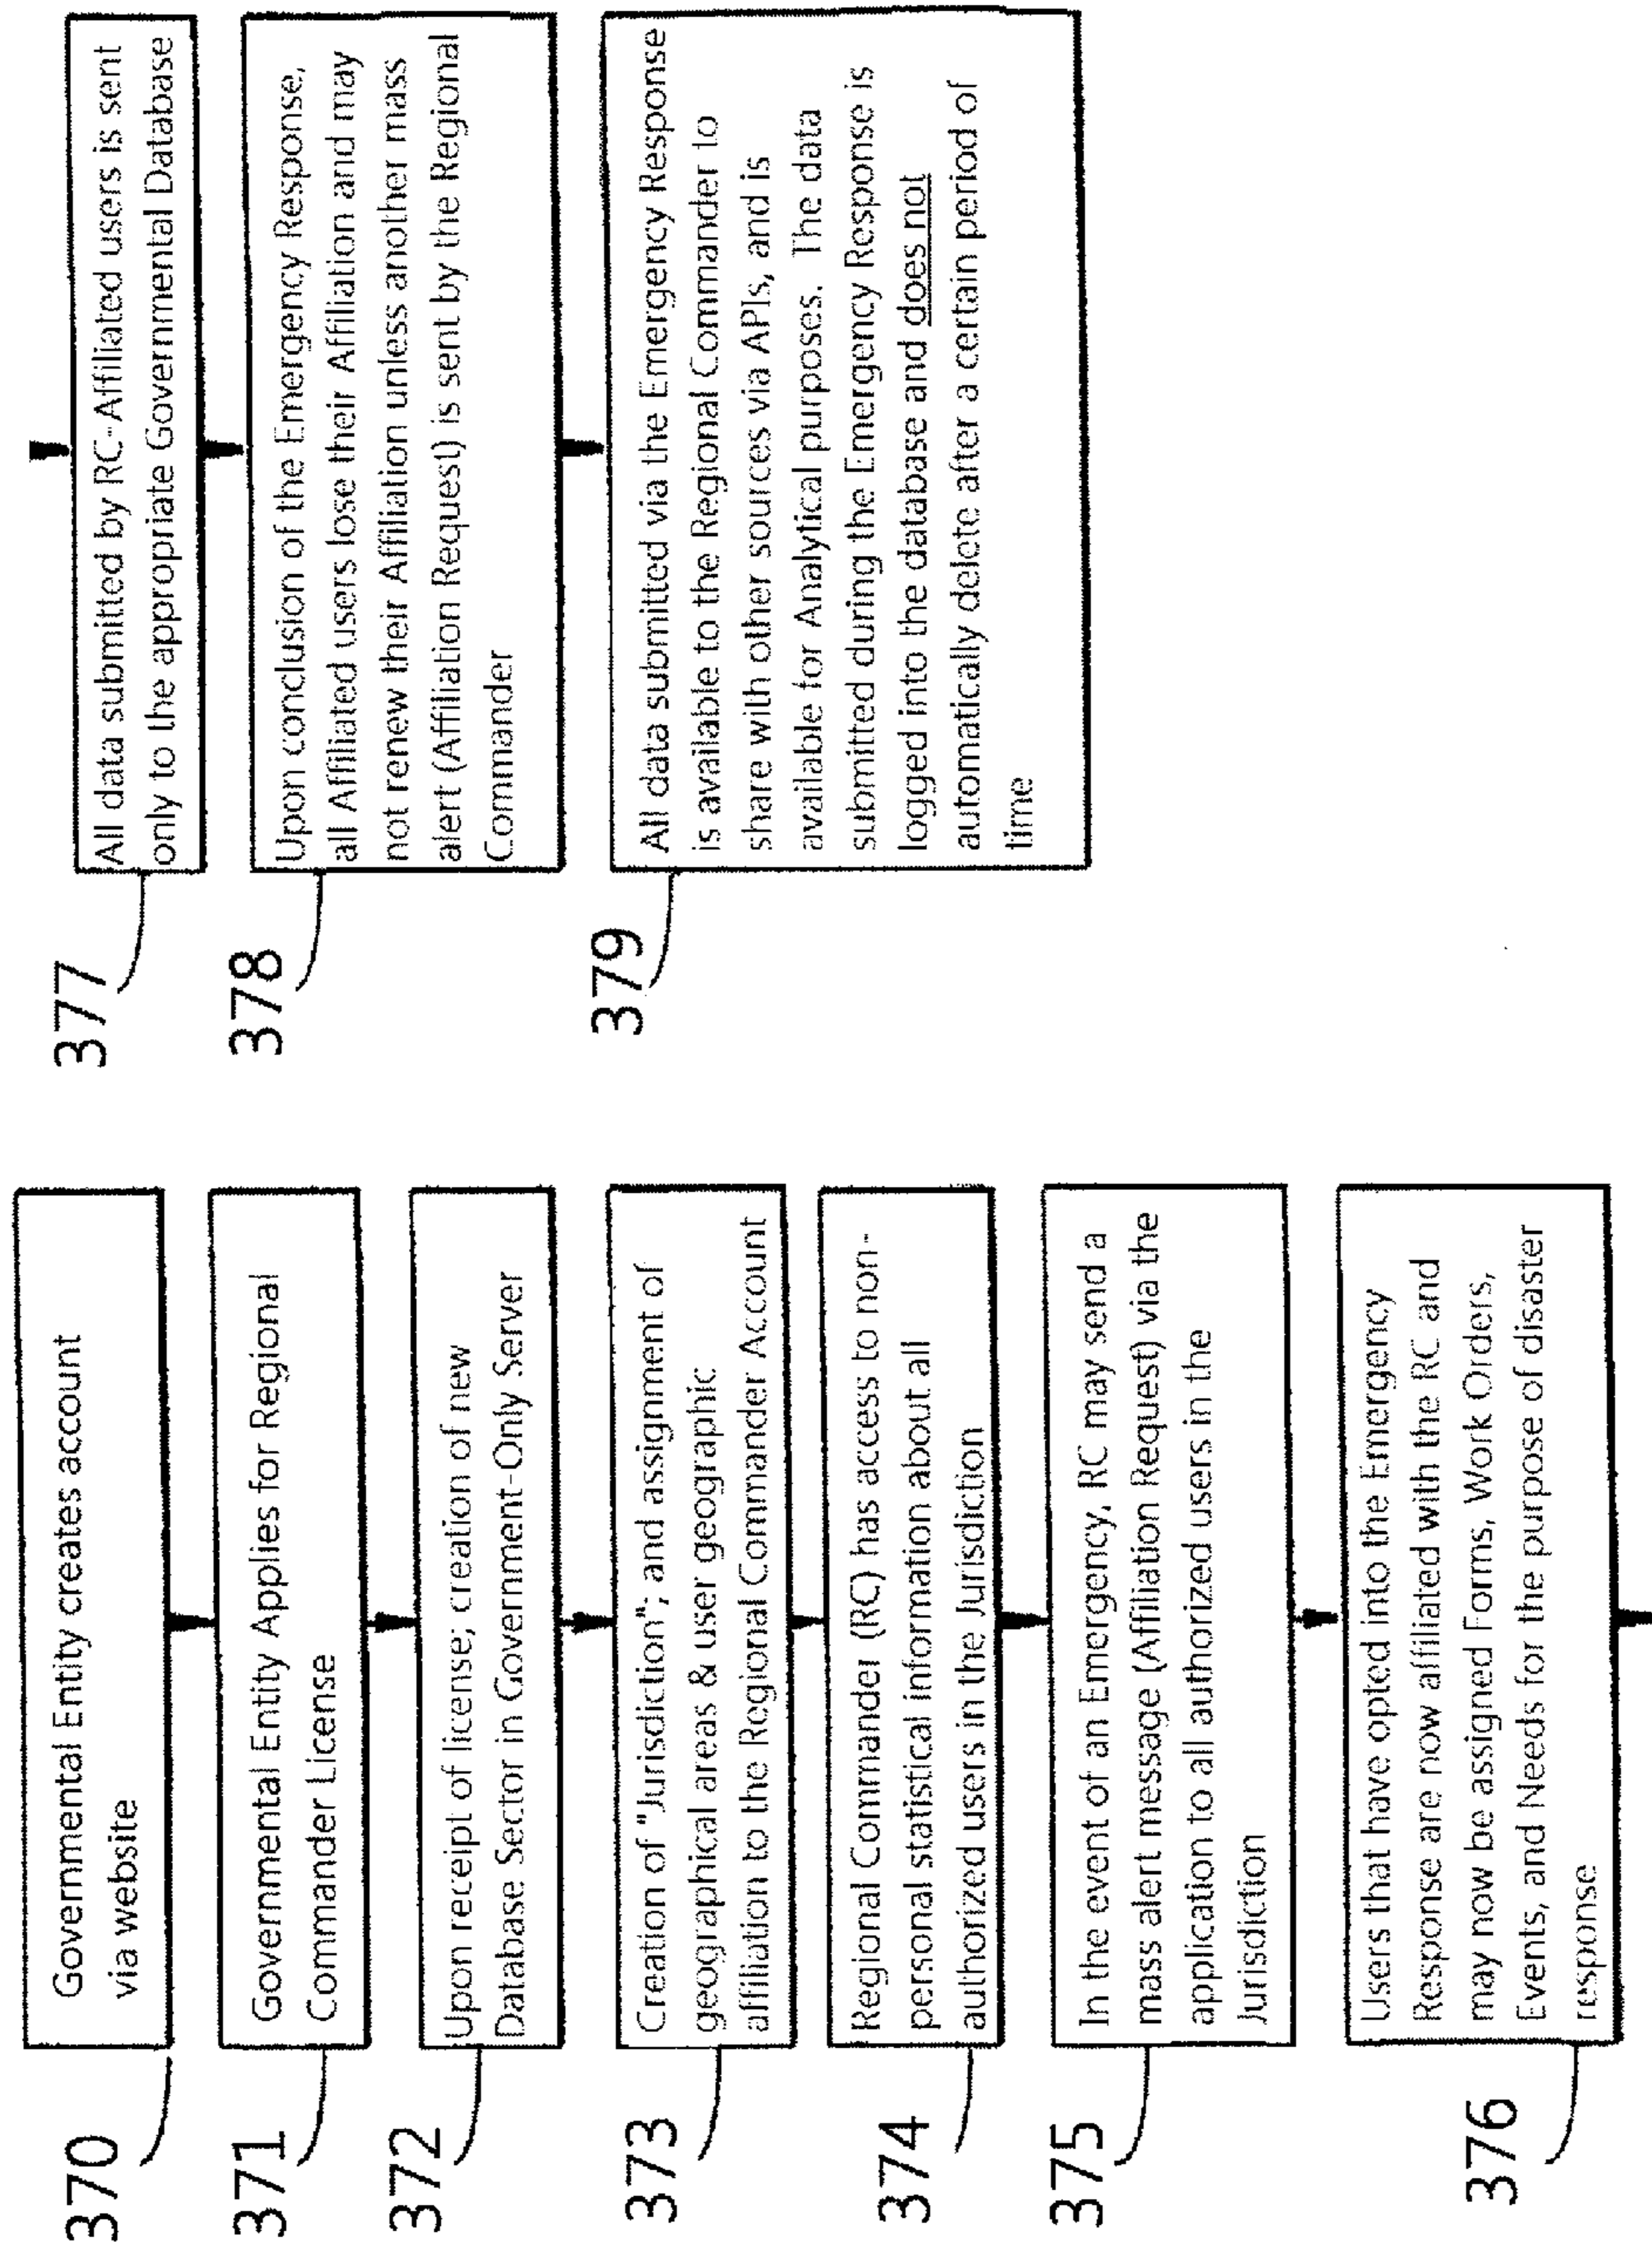 370
Governmental Entity creates account
via website
371
Governmental Entity Applies for Regional
Commander License
372
Upon receipt of license; creation of new
Database Sector in Government-Only Server
373
Creation of "Jurisdiction"; and assignment of
geographical areas & user geographic
affiliation to the Regional Commander Account
374
Regional Commander (RC) has access to non-
personal statistical information about all
authorized users in the Jurisdiction
375
In the event of an Emergency, RC may send a
mass alert message (Affiliation Request) via the
application to all authorized users in the
Jurisdiction
376
Users that have opted into the Emergency
Response are now affiliated with the RC and
may now be assigned Forms, Work Orders,
Events, and Needs for the purpose of disaster
response
377
All data submitted by RC-Affiliated users is sent
only to the appropriate Governmental Database
378
Upon conclusion of the Emergency Response,
all Affiliated users lose their Affiliation and may
not renew their Affiliation unless another mass
alert (Affiliation Request) is sent by the Regional
Commander
379
All data submitted via the Emergency Response
is available to the Regional Commander to
share with other sources via APIs, and is
available for Analytical purposes. The data
submitted during the Emergency Response is
logged into the database and does not
automatically delete after a certain period of
time